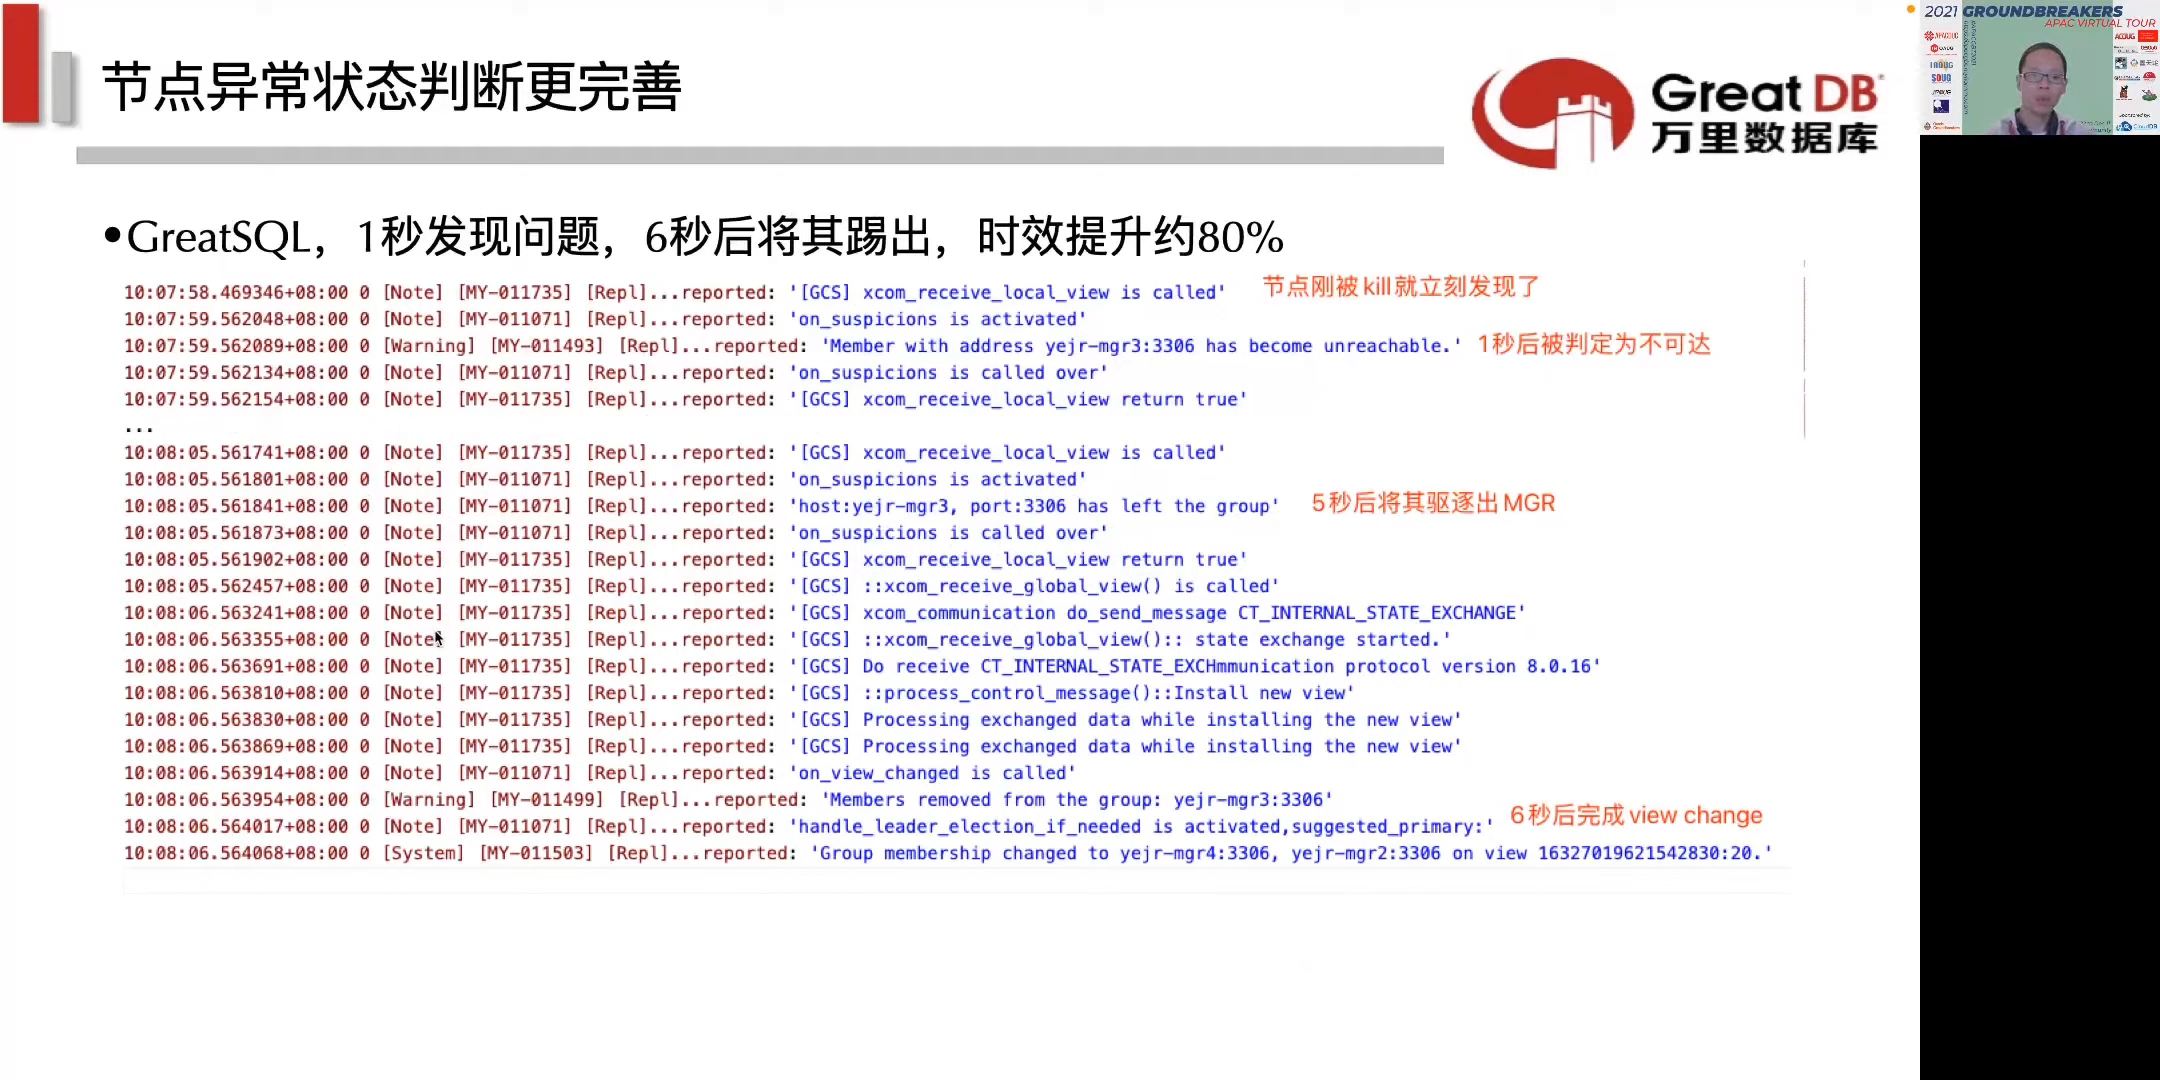 节点异常状态判断更完善
Great DB
万里数据库
2021 GROUNDBREAKERS
APAC VIRTUAL TOUR
•GreatSQL，1秒发现问题，6秒后将其踢出，时效提升约80%
10:07:58.469346+08:00 0 [Note] [MY-011735] [Repl]...reported: '[GCS] xcom_receive_local_view is called' 节点刚被kill就立刻发现了
10:07:59.562048+08:00 0 [Note] [MY-011071] [Repl]...reported: 'on_suspicions is activated'
10:07:59.562089+08:00 0 [Warning] [MY-011493] [Repl]...reported: 'Member with address yejr-mgr3:3306 has become unreachable.' 1秒后被判定为不可达
10:07:59.562134+08:00 0 [Note] [MY-011071] [Repl]...reported: 'on_suspicions is called over'
10:07:59.562154+08:00 0 [Note] [MY-011735] [Repl]...reported: '[GCS] xcom_receive_local_view return true'
...
10:08:05.561741+08:00 0 [Note] [MY-011735] [Repl]...reported: '[GCS] xcom_receive_local_view is called'
10:08:05.561801+08:00 0 [Note] [MY-011071] [Repl]...reported: 'on_suspicions is activated'
10:08:05.561841+08:00 0 [Note] [MY-011071] [Repl]...reported: 'host:yejr-mgr3, port:3306 has left the group' 5秒后将其驱逐出MGR
10:08:05.561873+08:00 0 [Note] [MY-011071] [Repl]...reported: 'on_suspicions is called over'
10:08:05.561902+08:00 0 [Note] [MY-011735] [Repl]...reported: '[GCS] xcom_receive_local_view return true'
10:08:05.562457+08:00 0 [Note] [MY-011735] [Repl]...reported: '[GCS] ::xcom_receive_global_view() is called'
10:08:06.563241+08:00 0 [Note] [MY-011735] [Repl]...reported: '[GCS] xcom_communication do_send_message CT_INTERNAL_STATE_EXCHANGE'
10:08:06.563355+08:00 0 [Note] [MY-011735] [Repl]...reported: '[GCS] ::xcom_receive_global_view():: state exchange started.'
10:08:06.563691+08:00 0 [Note] [MY-011735] [Repl]...reported: '[GCS] Do receive CT_INTERNAL_STATE_EXCHmmunication protocol version 8.0.16'
10:08:06.563810+08:00 0 [Note] [MY-011735] [Repl]...reported: '[GCS] ::process_control_message()::Install new view'
10:08:06.563830+08:00 0 [Note] [MY-011735] [Repl]...reported: '[GCS] Processing exchanged data while installing the new view'
10:08:06.563869+08:00 0 [Note] [MY-011735] [Repl]...reported: '[GCS] Processing exchanged data while installing the new view'
10:08:06.563914+08:00 0 [Note] [MY-011071] [Repl]...reported: 'on_view_changed is called'
10:08:06.563954+08:00 0 [Warning] [MY-011499] [Repl]...reported: 'Members removed from the group: yejr-mgr3:3306'
10:08:06.564017+08:00 0 [Note] [MY-011071] [Repl]...reported: 'handle_leader_election_if_needed is activated,suggested_primary:' 6秒后完成view change
10:08:06.564068+08:00 0 [System] [MY-011503] [Repl]...reported: 'Group membership changed to yejr-mgr4:3306, yejr-mgr2:3306 on view 16327019621542830:20.'